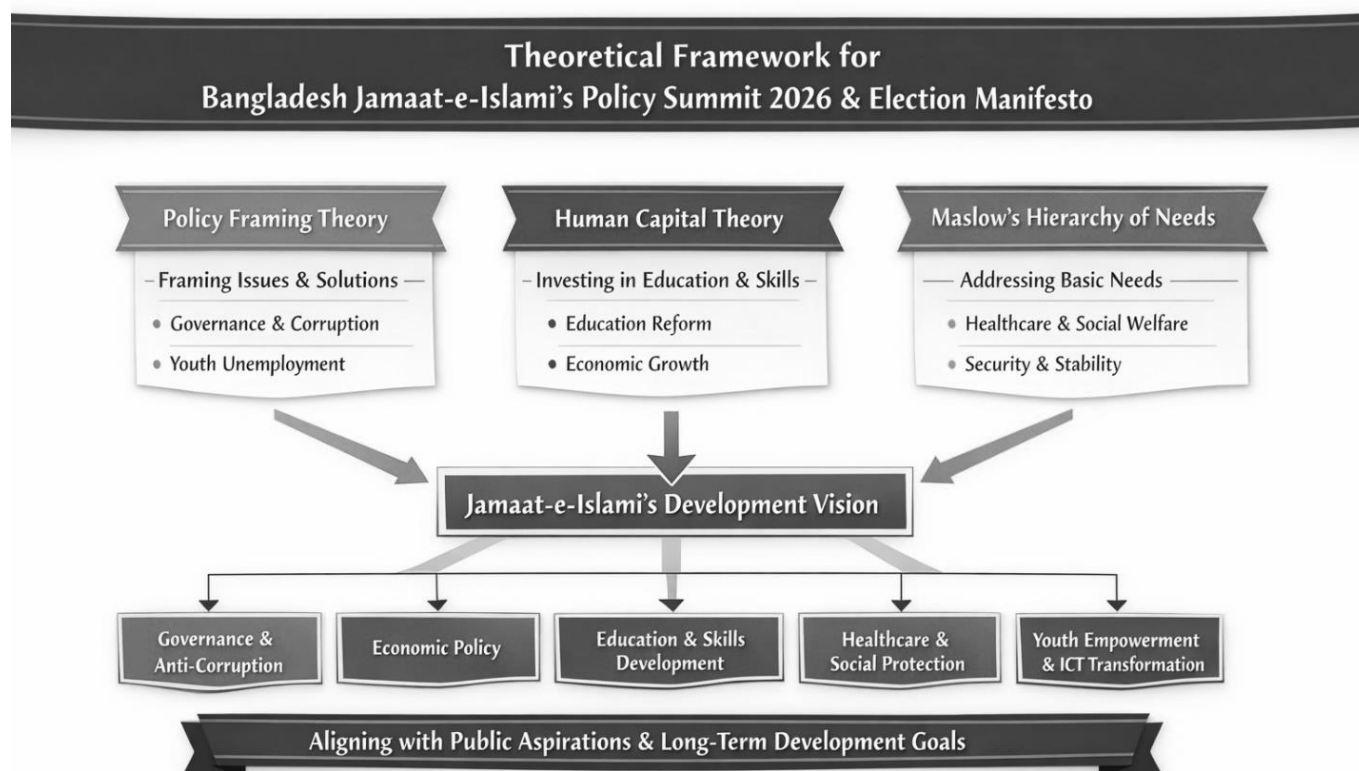 Theoretical Framework for
Bangladesh Jamaat-e-Islami's Policy Summit 2026 & Election Manifesto
Policy Framing Theory
Framing Issues & Solutions
• Governance & Corruption
• Youth Unemployment
Human Capital Theory
Investing in Education & Skills
• Education Reform
• Economic Growth
Maslow's Hierarchy of Needs
Addressing Basic Needs
• Healthcare & Social Welfare
• Security & Stability
Jamaat-e-Islami's Development Vision
Governance &
Anti-Corruption
Economic Policy
Education & Skills
Development
Healthcare &
Social Protection
Youth Empowerment
& ICT Transformation
Aligning with Public Aspirations & Long-Term Development Goals